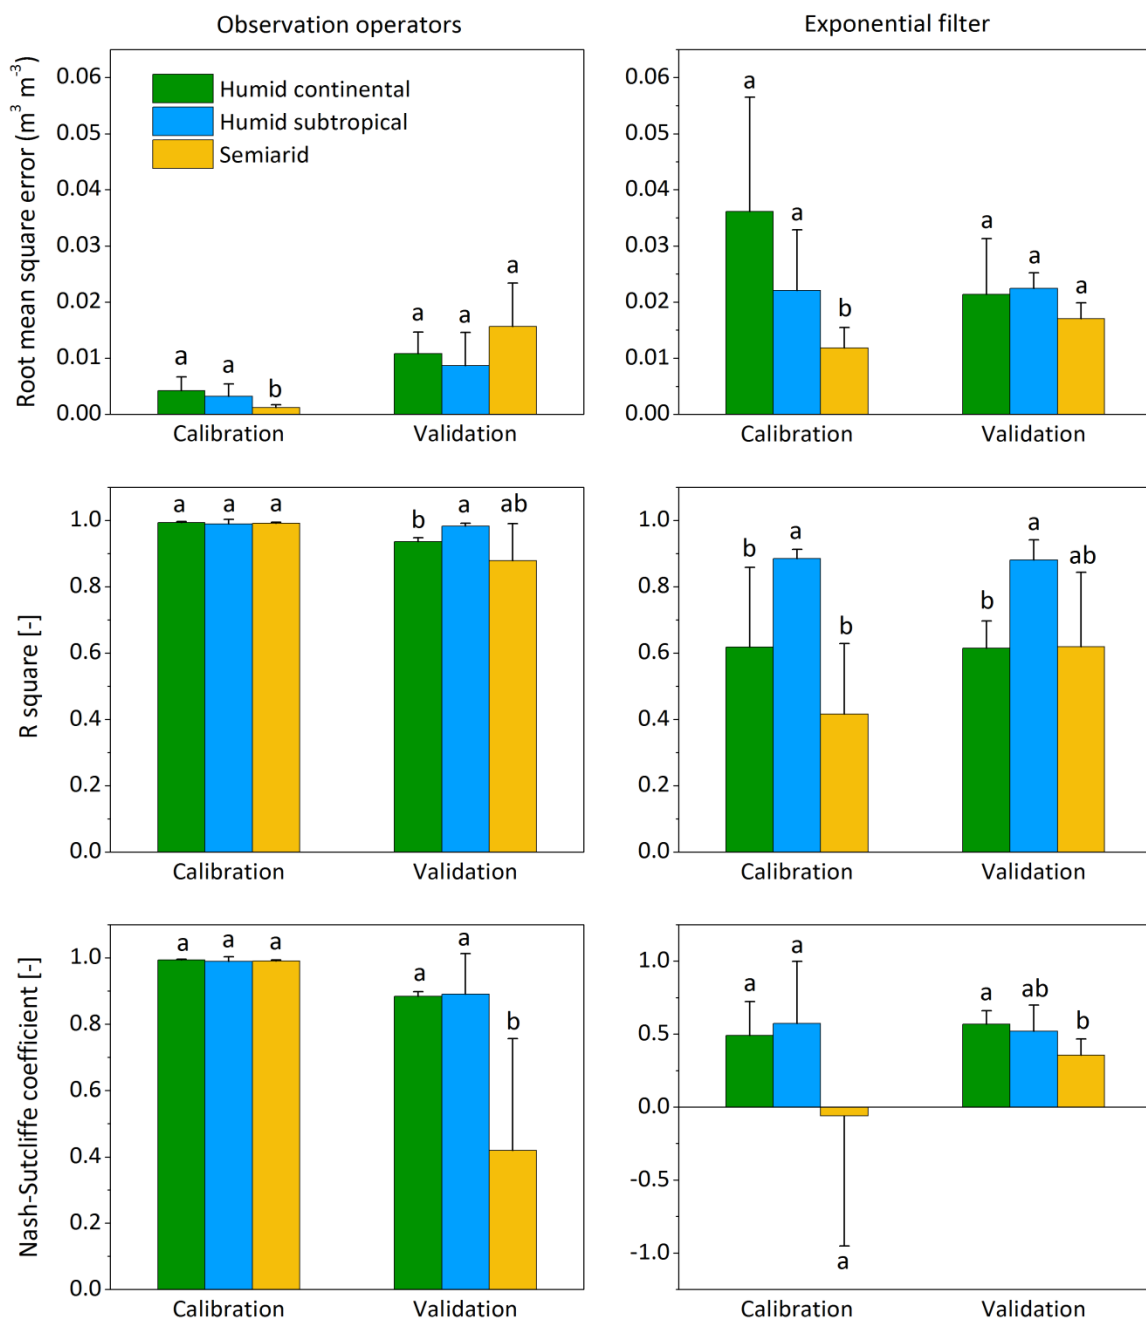 Observation operators
Exponential filter
Root mean square error (m³ m⁻³)
0.06
0.05
0.04
0.03
0.02
0.01
0.00
Humid continental
Humid subtropical
Semiarid
a a b
a a a
Calibration Validation
0.06
0.05
0.04
0.03
0.02
0.01
0.00
a a b
a a a
Calibration Validation
R square [-]
1.0
0.8
0.6
0.4
0.2
0.0
a a a
b a ab
Calibration Validation
1.0
0.8
0.6
0.4
0.2
0.0
b a b
b a ab
Calibration Validation
Nash-Sutcliffe coefficient [-]
1.0
0.8
0.6
0.4
0.2
0.0
a a a
a a b
Calibration Validation
1.0
0.5
0.0
-0.5
-1.0
a a a
a ab b
Calibration Validation